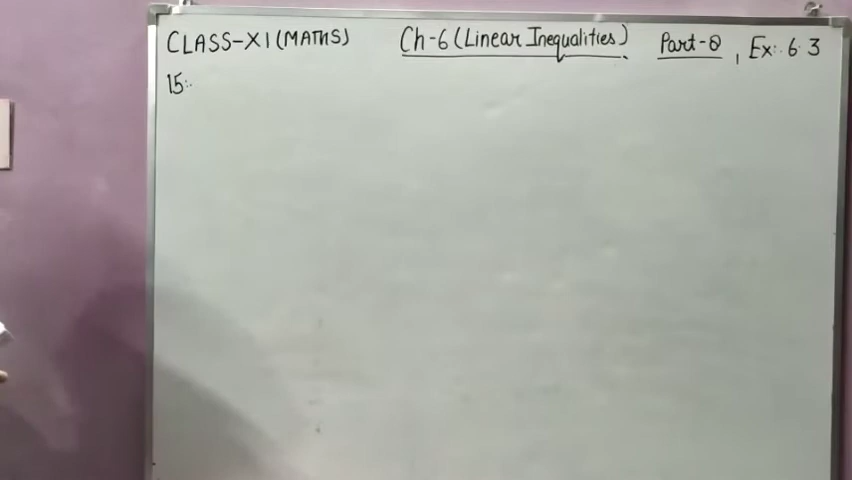 CLASS-XI (MATHS) Ch-6 (Linear Inequalities) Part-8, Ex:- 6.3
15:-